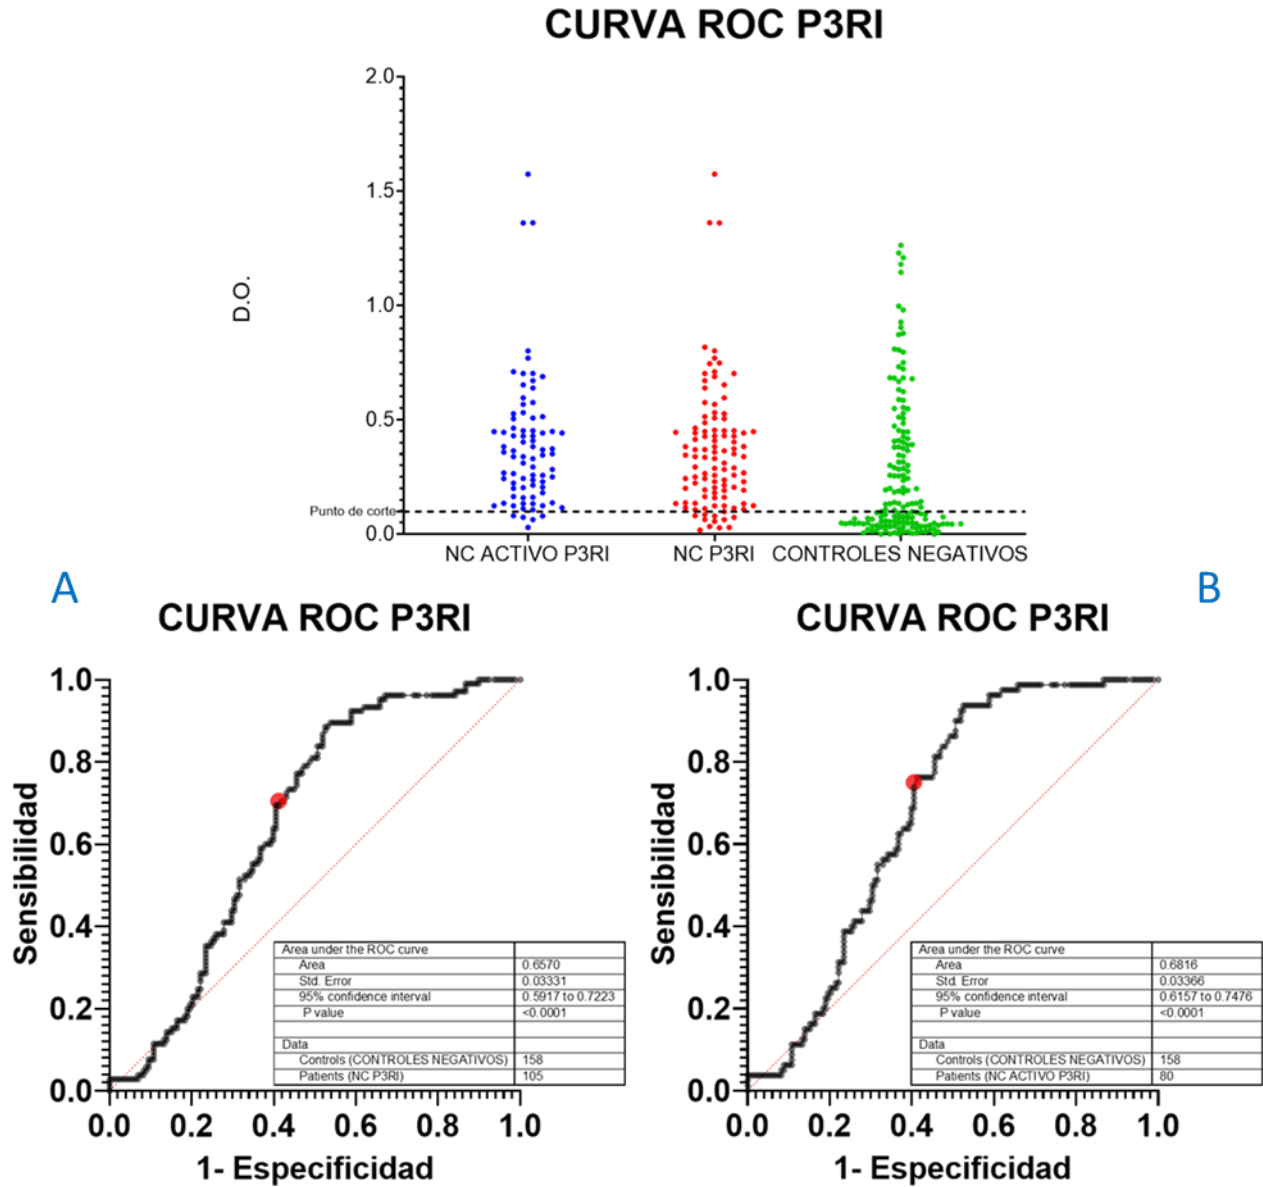 CURVA ROC P3RI
2.0
1.5
1.0
0.5
0.0
D.O.
Punto de corte
NC ACTIVO P3RI NC P3RI CONTROLES NEGATIVOS
A
B
CURVA ROC P3RI
1.0
0.8
0.6
0.4
0.2
0.0
Sensibilidad
Area under the ROC curve
Area 0.6570
Std. Error 0.03331
95% confidence interval 0.5917 to 0.7223
P value <0.0001
Data
Controls (CONTROLES NEGATIVOS) 158
Patients (NC P3RI) 105
0.0 0.2 0.4 0.6 0.8 1.0
1- Especificidad
CURVA ROC P3RI
1.0
0.8
0.6
0.4
0.2
0.0
Sensibilidad
Area under the ROC curve
Area 0.6816
Std. Error 0.03366
95% confidence interval 0.6157 to 0.7476
P value <0.0001
Data
Controls (CONTROLES NEGATIVOS) 158
Patients (NC ACTIVO P3RI) 80
0.0 0.2 0.4 0.6 0.8 1.0
1- Especificidad